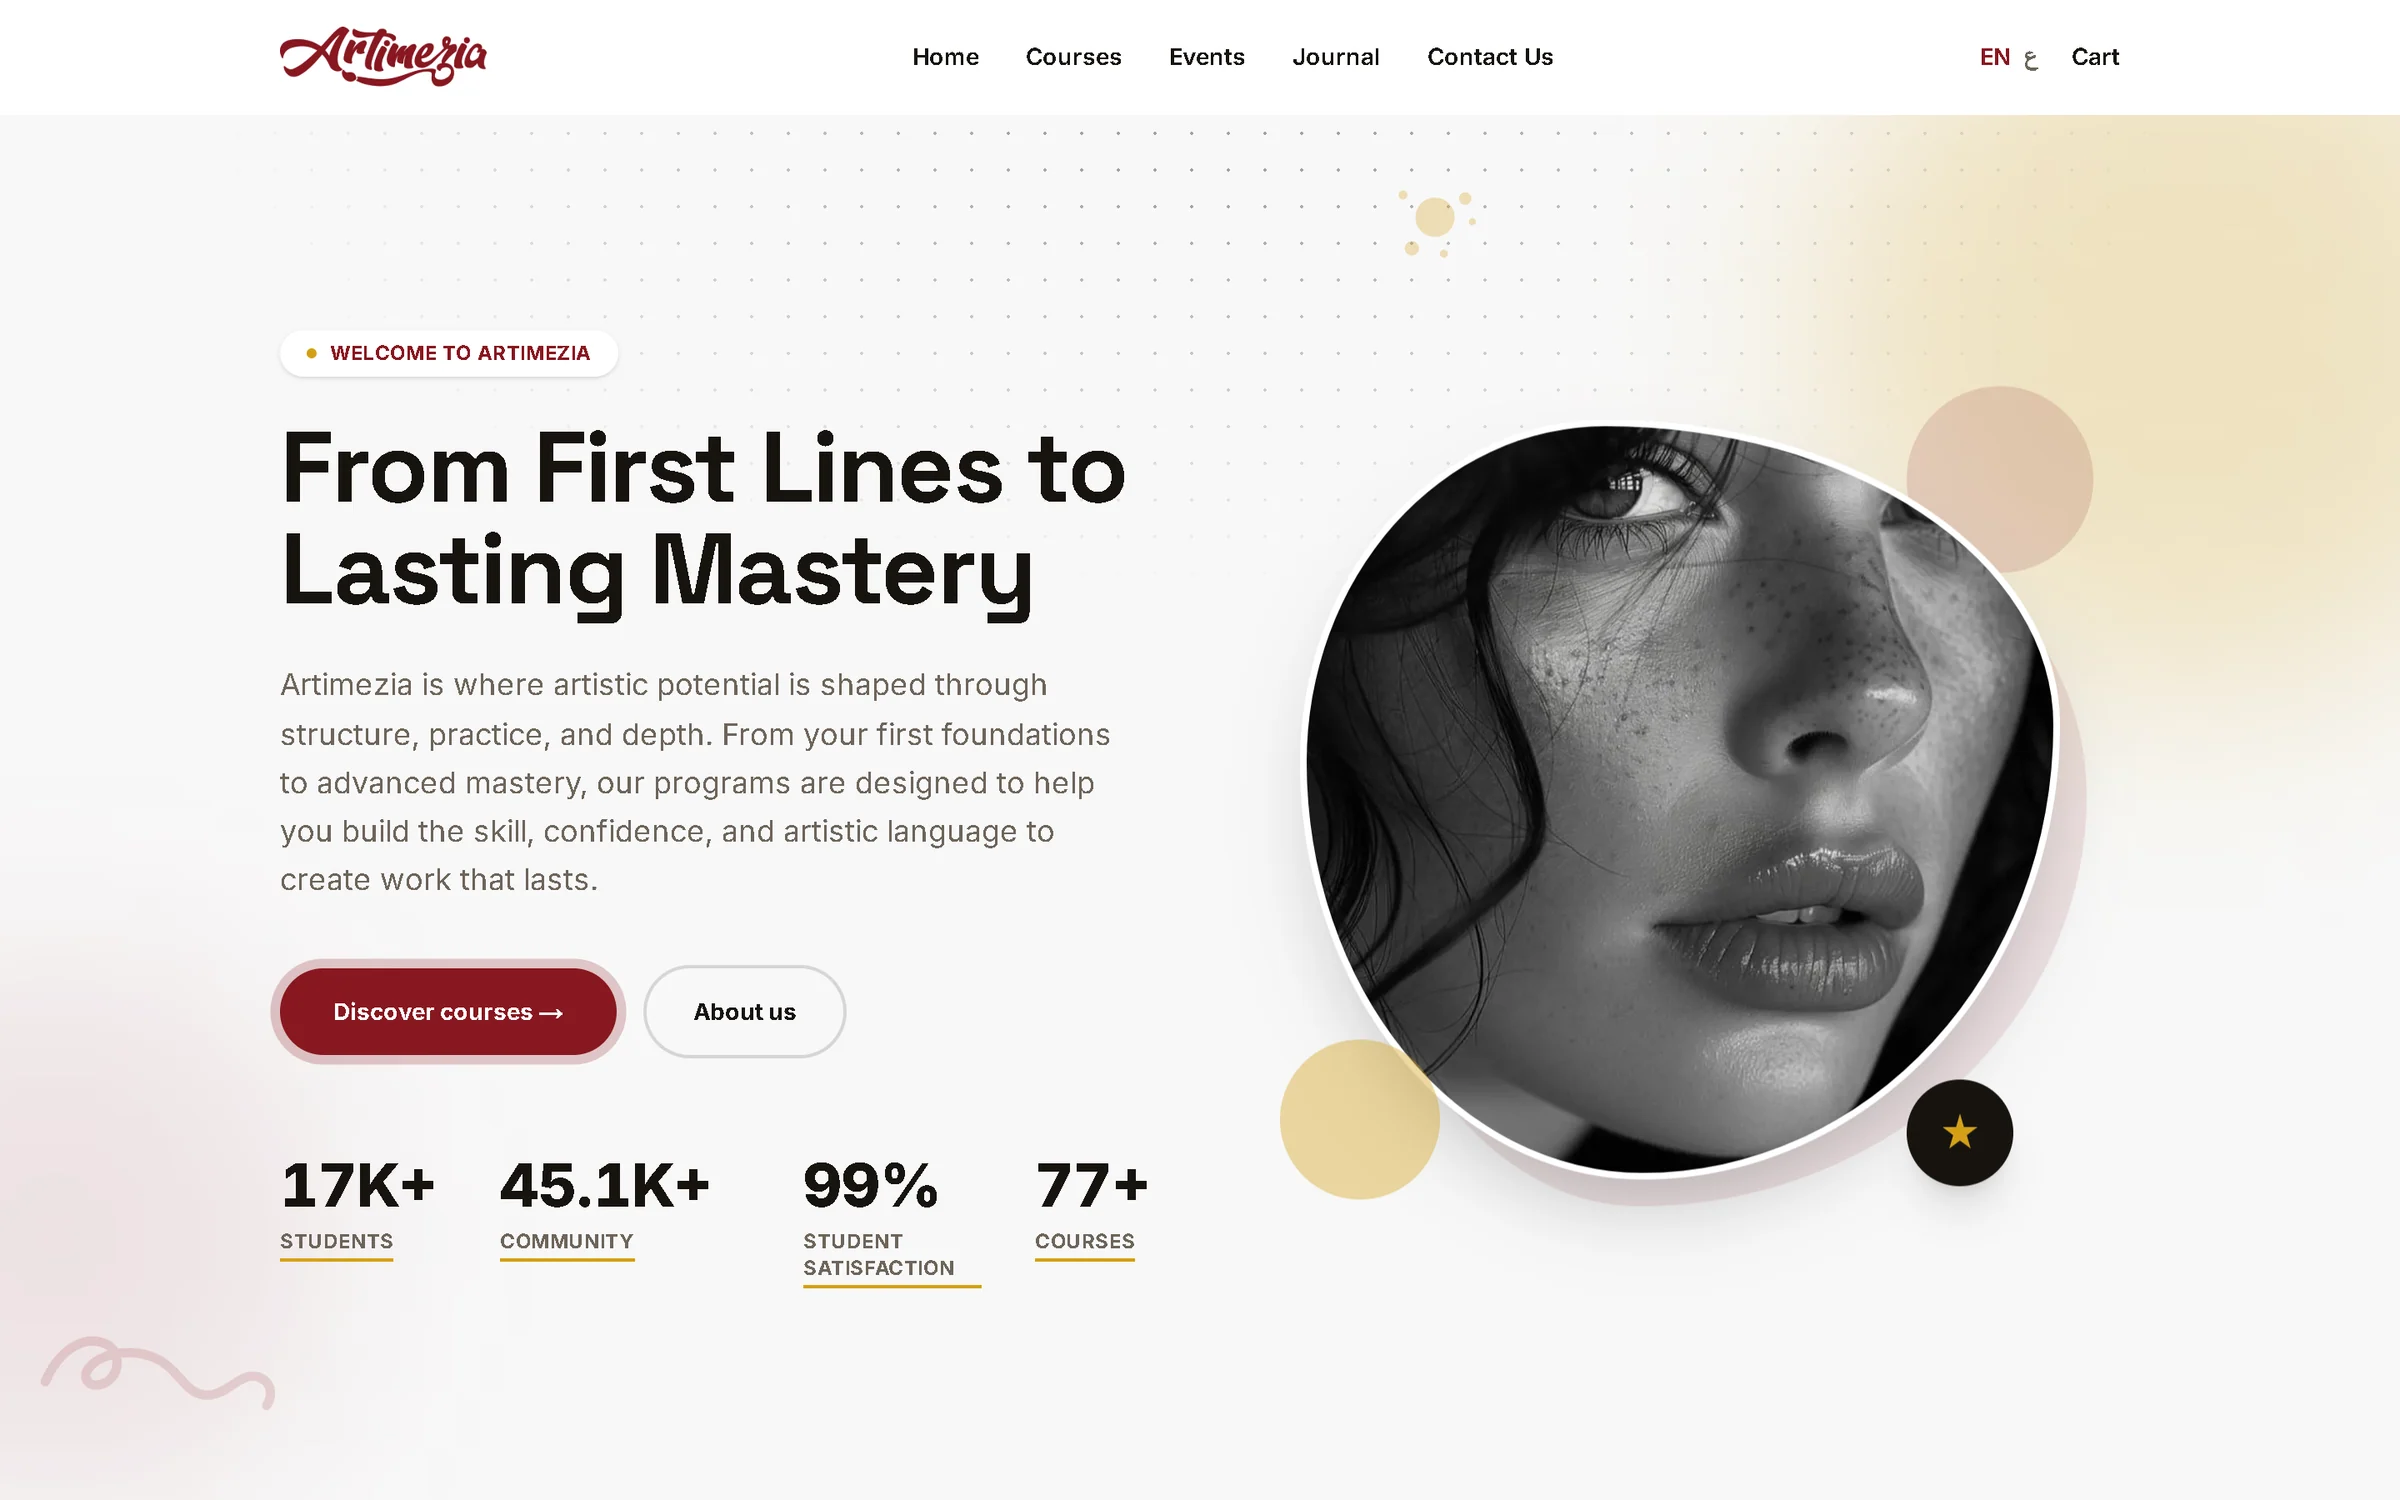 Artimezia
Home
Courses
Events
Journal
Contact Us
EN
ع
Cart
WELCOME TO ARTIMEZIA
From First Lines to
Lasting Mastery
Artimezia is where artistic potential is shaped through
structure, practice, and depth. From your first foundations
to advanced mastery, our programs are designed to help
you build the skill, confidence, and artistic language to
create work that lasts.
Discover courses →
About us
17K+
STUDENTS
45.1K+
COMMUNITY
99%
STUDENT
SATISFACTION
77+
COURSES